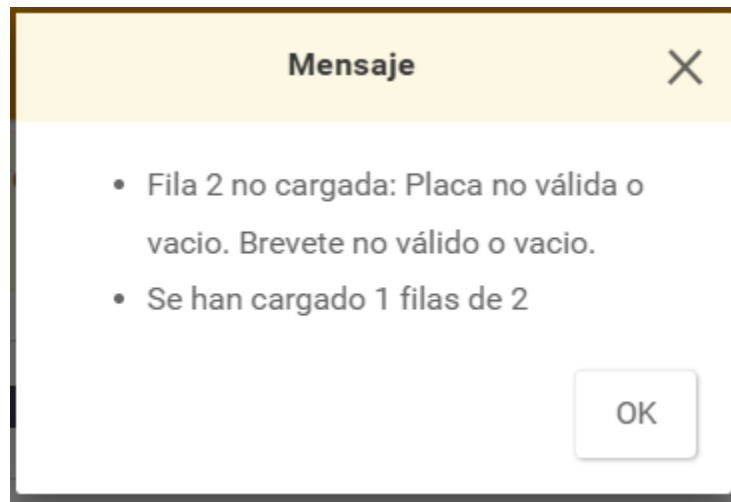 Mensaje
• Fila 2 no cargada: Placa no válida o
vacio. Brevete no válido o vacio.
• Se han cargado 1 filas de 2
OK